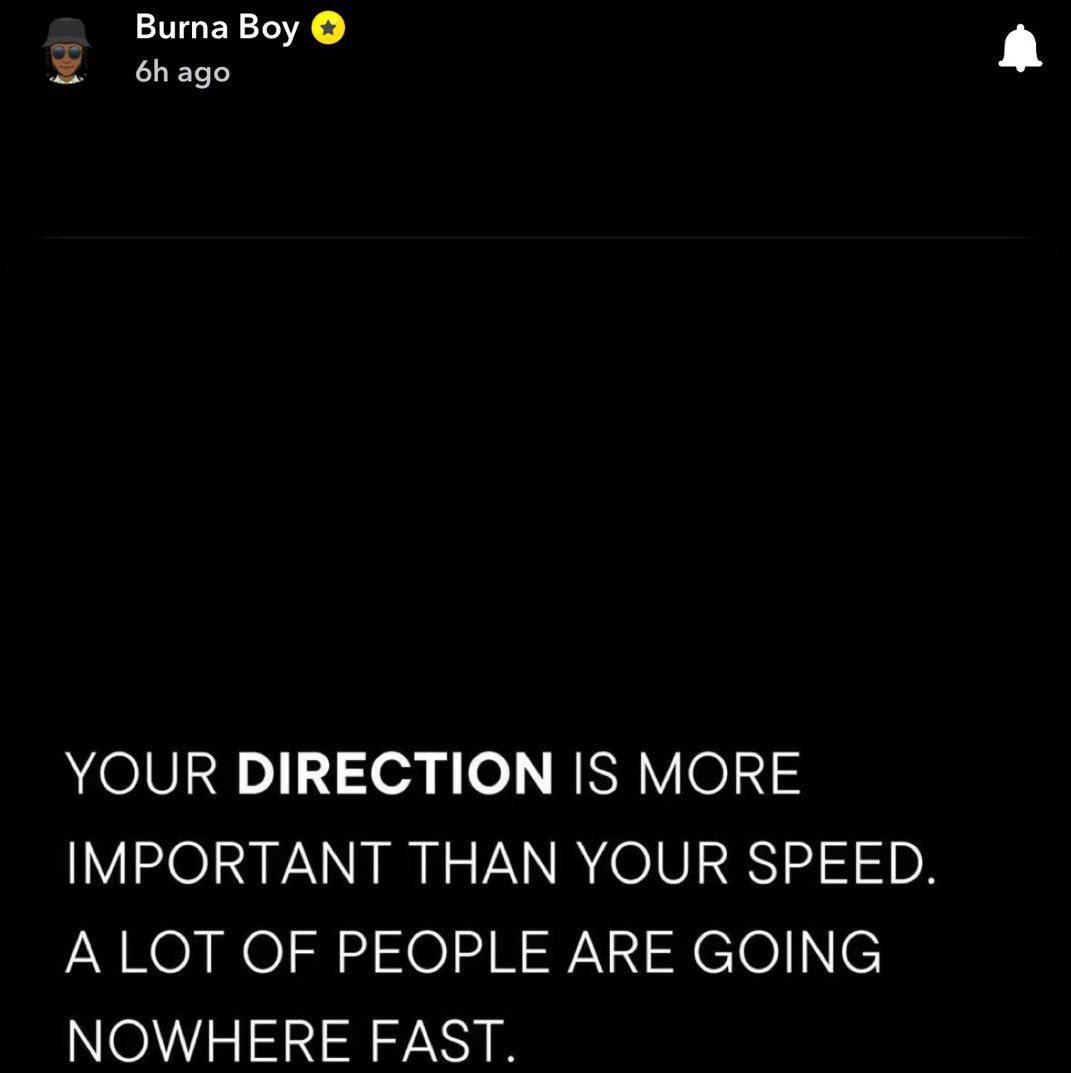 Burna Boy
6h ago
YOUR DIRECTION IS MORE
IMPORTANT THAN YOUR SPEED.
A LOT OF PEOPLE ARE GOING
NOWHERE FAST.